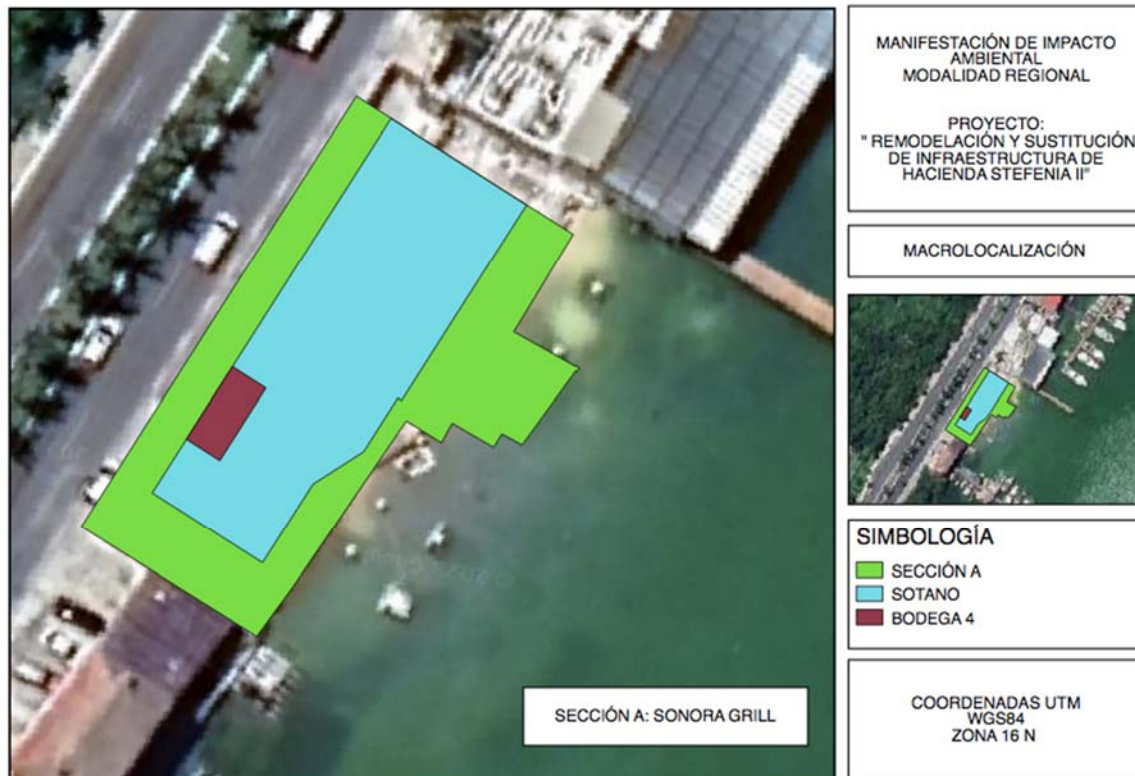 MANIFESTACIÓN DE IMPACTO
AMBIENTAL
MODALIDAD REGIONAL
PROYECTO:
" REMODELACIÓN Y SUSTITUCIÓN
DE INFRAESTRUCTURA DE
HACIENDA STEFENIA II"
MACROLOCALIZACIÓN
SIMBOLOGÍA
SECCIÓN A
SOTANO
BODEGA 4
SECCIÓN A: SONORA GRILL
COORDENADAS UTM
WGS84
ZONA 16 N